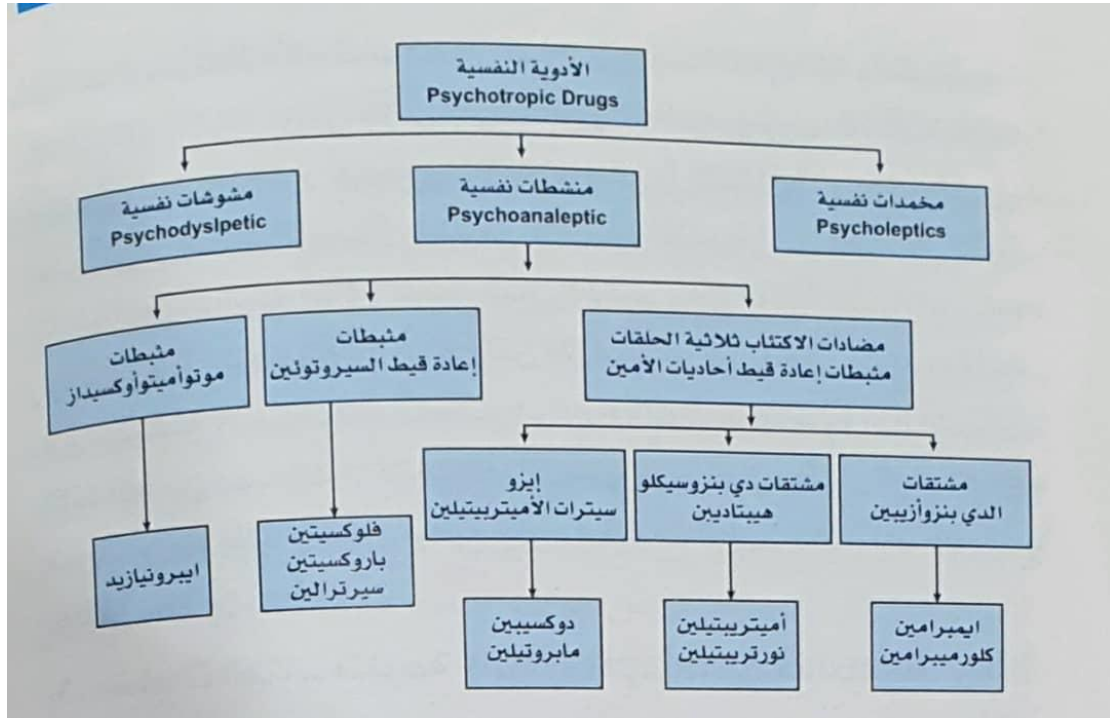 الأدوية النفسية
Psychotropic Drugs
مخمدات نفسية
Psycholeptics
منشطات نفسية
Psychoanaleptic
مشوشات نفسية
Psychodyslpetic
مضادات الاكتئاب ثلاثية الحلقات
مثبطات إعادة قيط أحاديات الأمين
مثبطات
إعادة قيط السيروتوئين
مثبطات
موتوأميتوأوكسيداز
مشتقات
الدي بنزوأزيبين
مشتقات دي بنزوسيكلو
هيبتاديبن
إيزو
سيترات الأميتريبتيلين
ايميرامين
كلورميبرامين
أميتريبتيلين
نورتريبتيلين
دوكسيبين
مابروتيلين
فلوكسيتين
باروكسيتين
سيرترالين
ايبرونيازيد